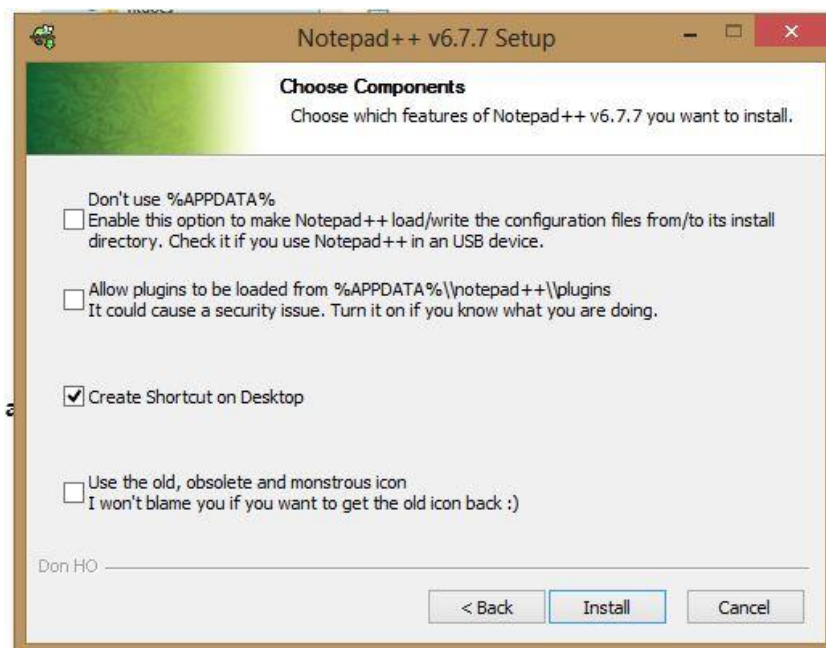 Notepad++ v6.7.7 Setup
Choose Components
Choose which features of Notepad++ v6.7.7 you want to install.
Don't use %APPDATA%
Enable this option to make Notepad++ load/write the configuration files from/to its install
directory. Check it if you use Notepad++ in an USB device.
Allow plugins to be loaded from %APPDATA%\\notepad++\\plugins
It could cause a security issue. Turn it on if you know what you are doing.
Create Shortcut on Desktop
Use the old, obsolete and monstrous icon
I won't blame you if you want to get the old icon back :)
Don HO
< Back Install Cancel